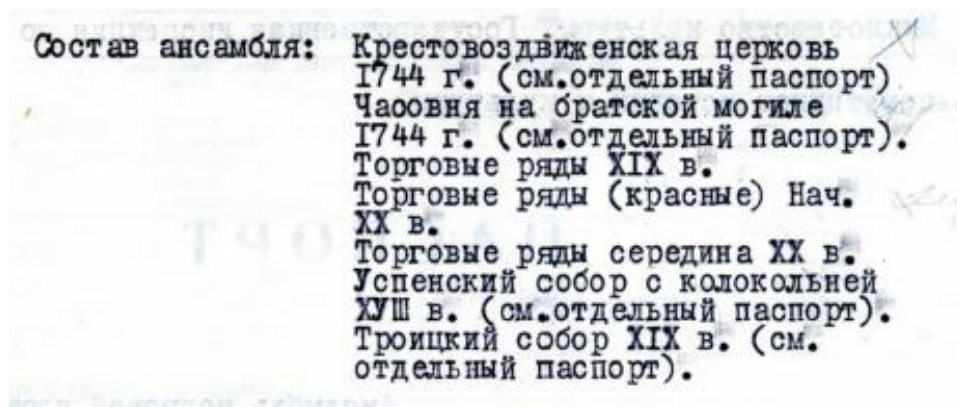 Состав ансамбля: Крестовоздвиженская церковь
I744 г. (см.отдельный паспорт)
Часовня на братской могиле
I744 г. (см.отдельный паспорт).
Торговые ряды XIX в.
Торговые ряды (красные) Нач.
XX в.
Торговые ряды середина XX в.
Успенский собор с колокольней
ХУШ в. (см.отдельный паспорт).
Троицкий собор XIX в. (см.
отдельный паспорт).